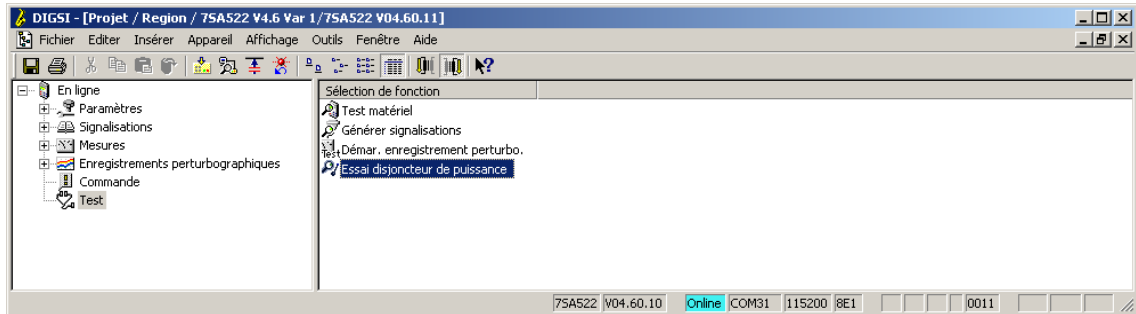 DIGSI - [Projet / Region / 7SA522 V4.6 Var 1/7SA522 V04.60.11]
Fichier Editer Insérer Appareil Affichage Outils Fenêtre Aide
En ligne
Paramètres
Signalisations
Mesures
Enregistrements perturbographiques
Commande
Test
Sélection de fonction
Test matériel
Générer signalisations
Test Démar. enregistrement perturbo.
Essai disjoncteur de puissance
7SA522 V04.60.10 Online COM31 115200 8E1 0011